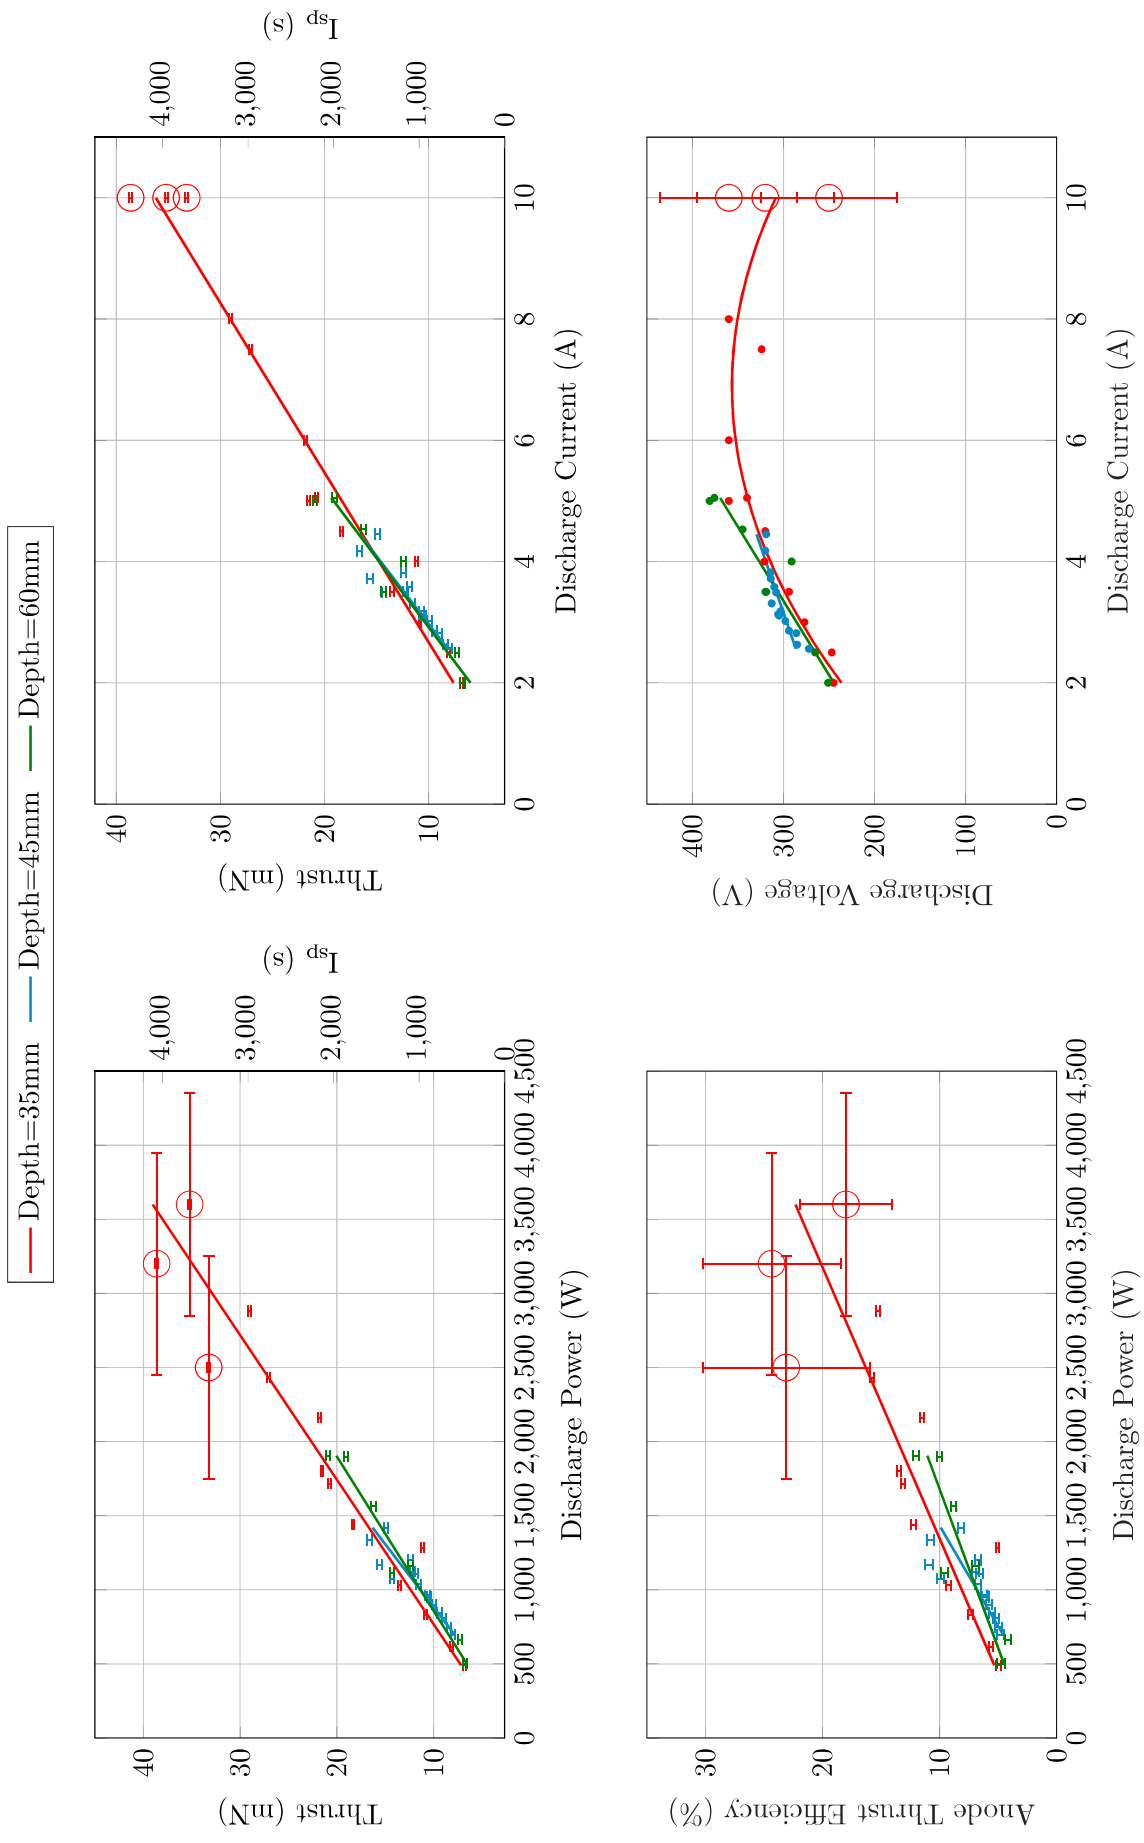 Depth=35mm Depth=45mm Depth=60mm
4,000
3,000
2,000
1,000
0
I_sp (s)
40
30
20
10
Thrust (mN)
0 500 1,000 1,500 2,000 2,500 3,000 3,500 4,000 4,500
Discharge Power (W)
4,000
3,000
2,000
1,000
0
I_sp (s)
40
30
20
10
Thrust (mN)
0 2 4 6 8 10
Discharge Current (A)
30
20
10
0
Anode Thrust Efficiency (%)
0 500 1,000 1,500 2,000 2,500 3,000 3,500 4,000 4,500
Discharge Power (W)
400
300
200
100
0
Discharge Voltage (V)
0 2 4 6 8 10
Discharge Current (A)